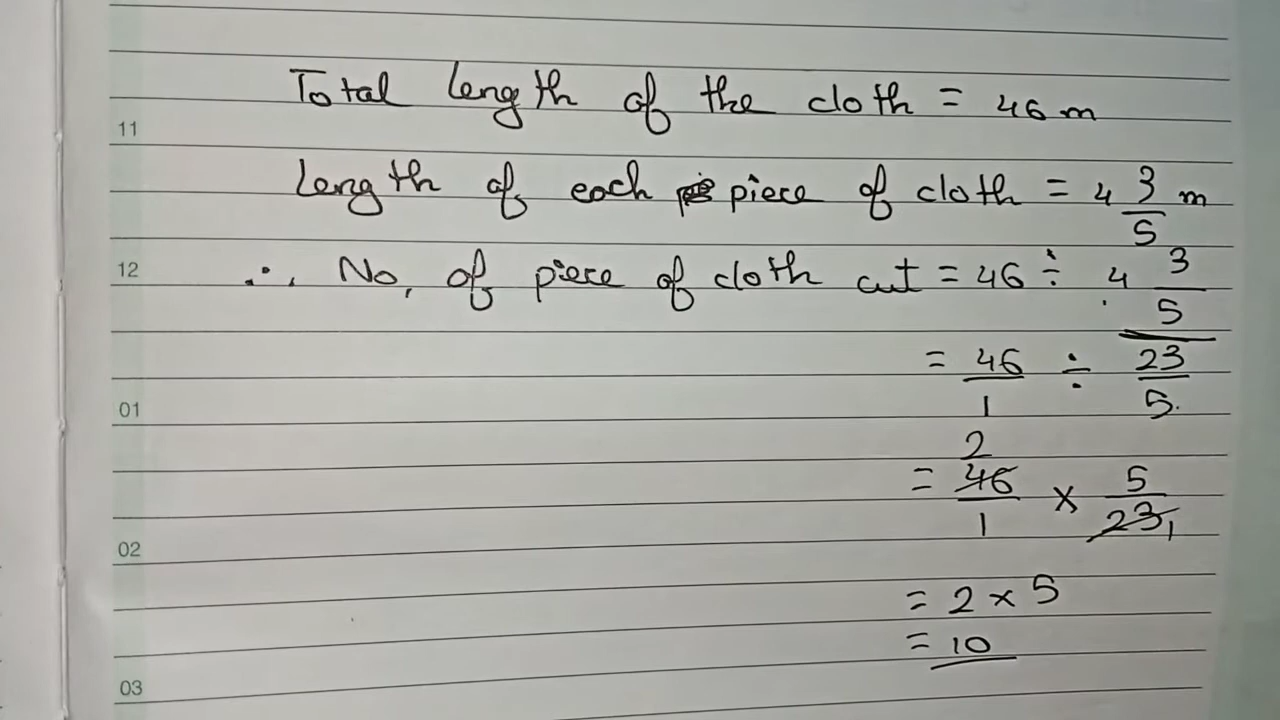 Total length of the cloth = 46 m
11
Length of each piece of cloth = 4 3/5 m
12
∴ No, of piece of cloth cut = 46 ÷ 4 3/5
= 46/1 ÷ 23/5
01
2
= 46/1 × 5/23 1
02
= 2 × 5
= 10
03